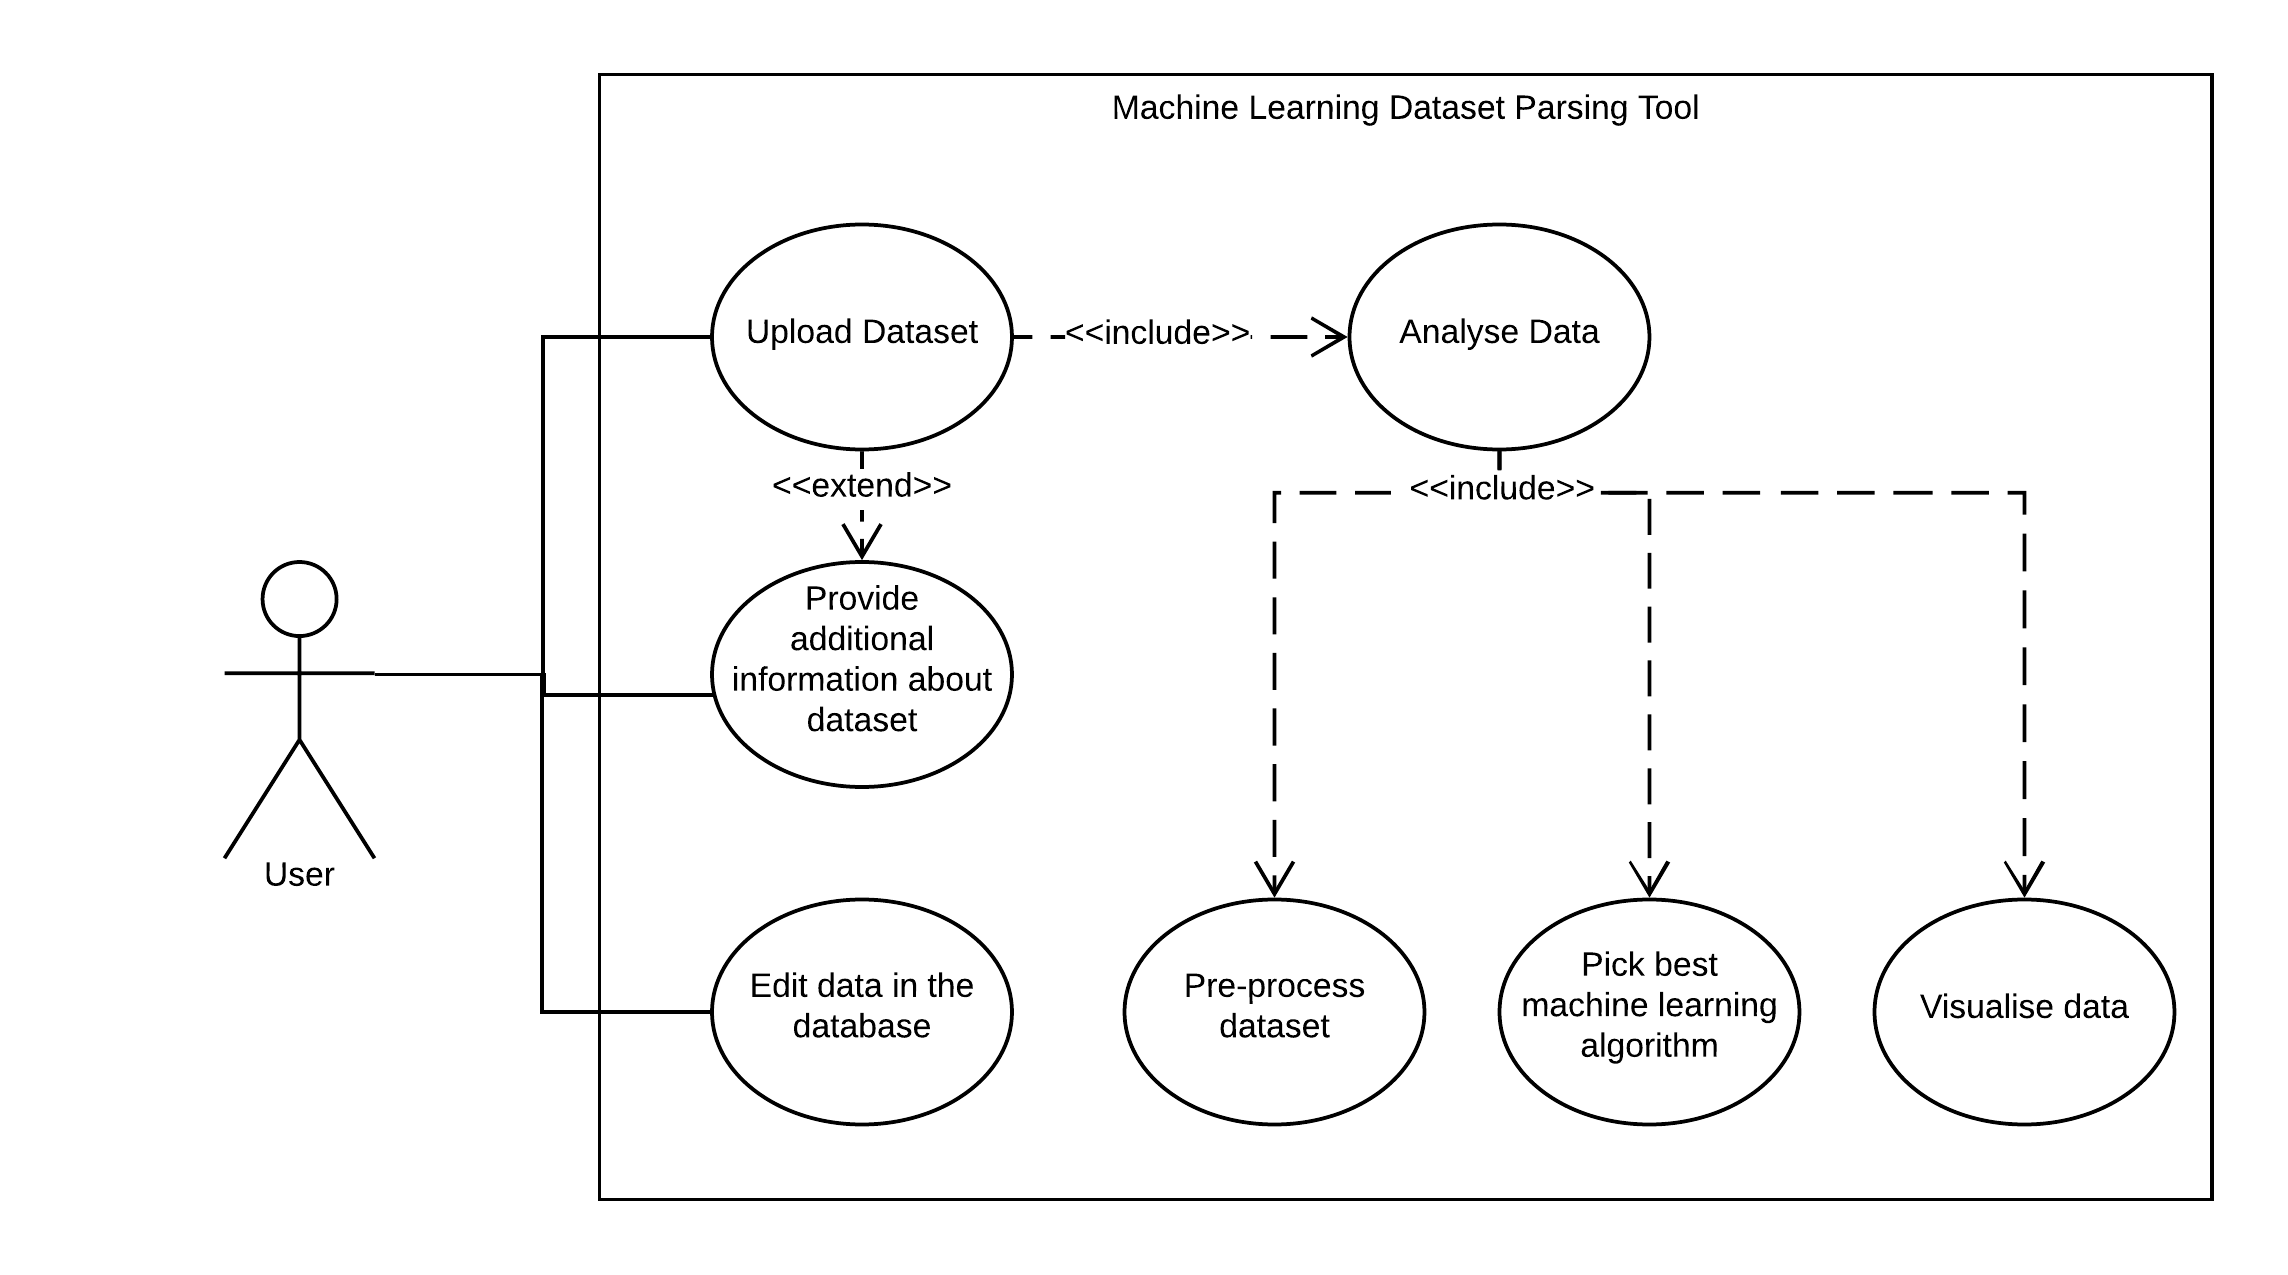 Machine Learning Dataset Parsing Tool
Upload Dataset
<<include>>
Analyse Data
<<extend>>
<<include>>
Provide
additional
information about
dataset
User
Edit data in the
database
Pre-process
dataset
Pick best
machine learning
algorithm
Visualise data